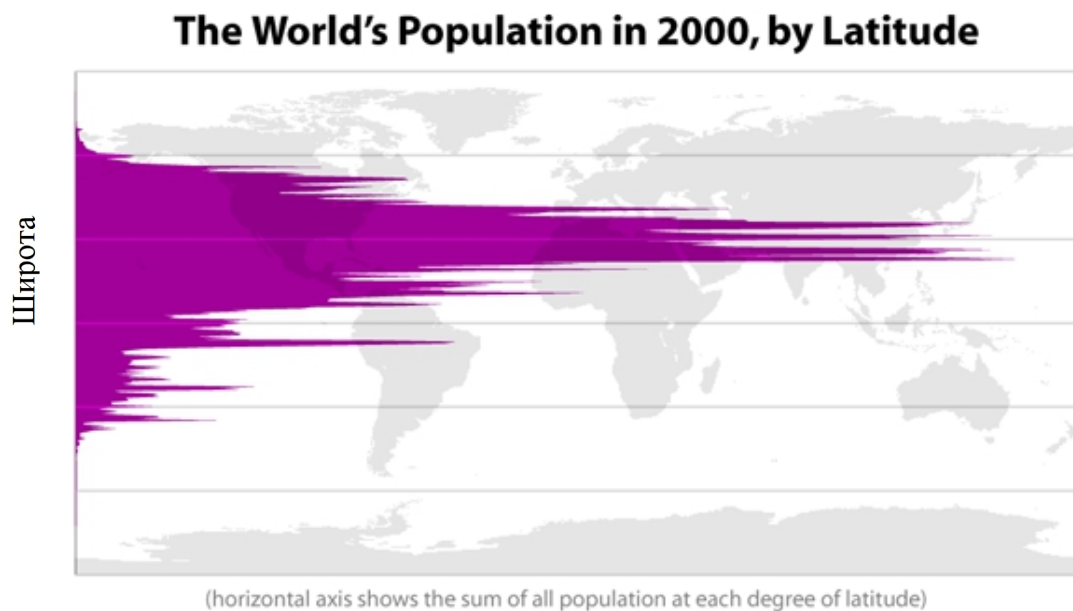 The World's Population in 2000, by Latitude
Широта
(horizontal axis shows the sum of all population at each degree of latitude)